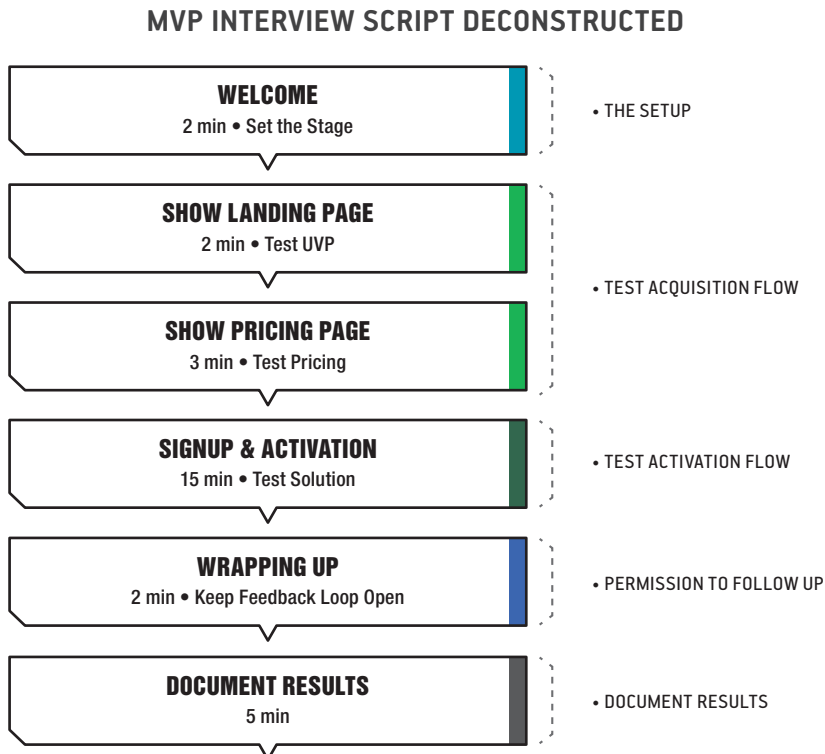 MVP INTERVIEW SCRIPT DECONSTRUCTED
WELCOME
2 min • Set the Stage
• THE SETUP
SHOW LANDING PAGE
2 min • Test UVP
SHOW PRICING PAGE
3 min • Test Pricing
• TEST ACQUISITION FLOW
SIGNUP & ACTIVATION
15 min • Test Solution
• TEST ACTIVATION FLOW
WRAPPING UP
2 min • Keep Feedback Loop Open
• PERMISSION TO FOLLOW UP
DOCUMENT RESULTS
5 min
• DOCUMENT RESULTS